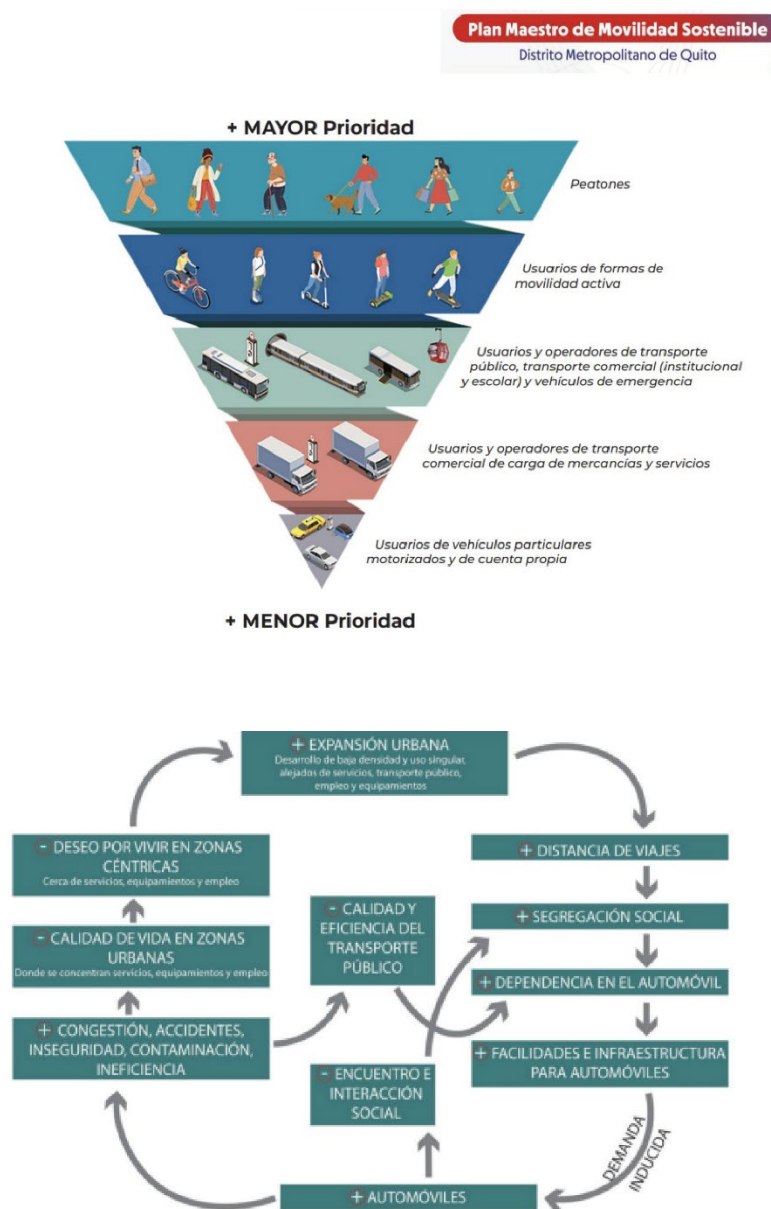 Plan Maestro de Movilidad Sostenible
Distrito Metropolitano de Quito
+ MAYOR Prioridad
Peatones
Usuarios de formas de
movilidad activa
Usuarios y operadores de transporte
público, transporte comercial (institucional
y escolar) y vehículos de emergencia
Usuarios y operadores de transporte
comercial de carga de mercancías y servicios
Usuarios de vehículos particulares
motorizados y de cuenta propia
+ MENOR Prioridad
+ EXPANSIÓN URBANA
Desarrollo de baja densidad y uso singular,
alejados de servicios, transporte público,
empleo y equipamientos
- DESEO POR VIVIR EN ZONAS
CÉNTRICAS
Cerca de servicios, equipamientos y empleo
+ DISTANCIA DE VIAJES
- CALIDAD Y
EFICIENCIA DEL
TRANSPORTE
PÚBLICO
+ SEGREGACIÓN SOCIAL
- CALIDAD DE VIDA EN ZONAS
URBANAS
Donde se concentran servicios, equipamientos y empleo
+ DEPENDENCIA EN EL AUTOMÓVIL
+ CONGESTIÓN, ACCIDENTES,
INSEGURIDAD, CONTAMINACIÓN,
INEFICIENCIA
+ FACILIDADES E INFRAESTRUCTURA
PARA AUTOMÓVILES
- ENCUENTRO E
INTERACCIÓN
SOCIAL
DEMANDA
INDUCIDA
+ AUTOMÓVILES